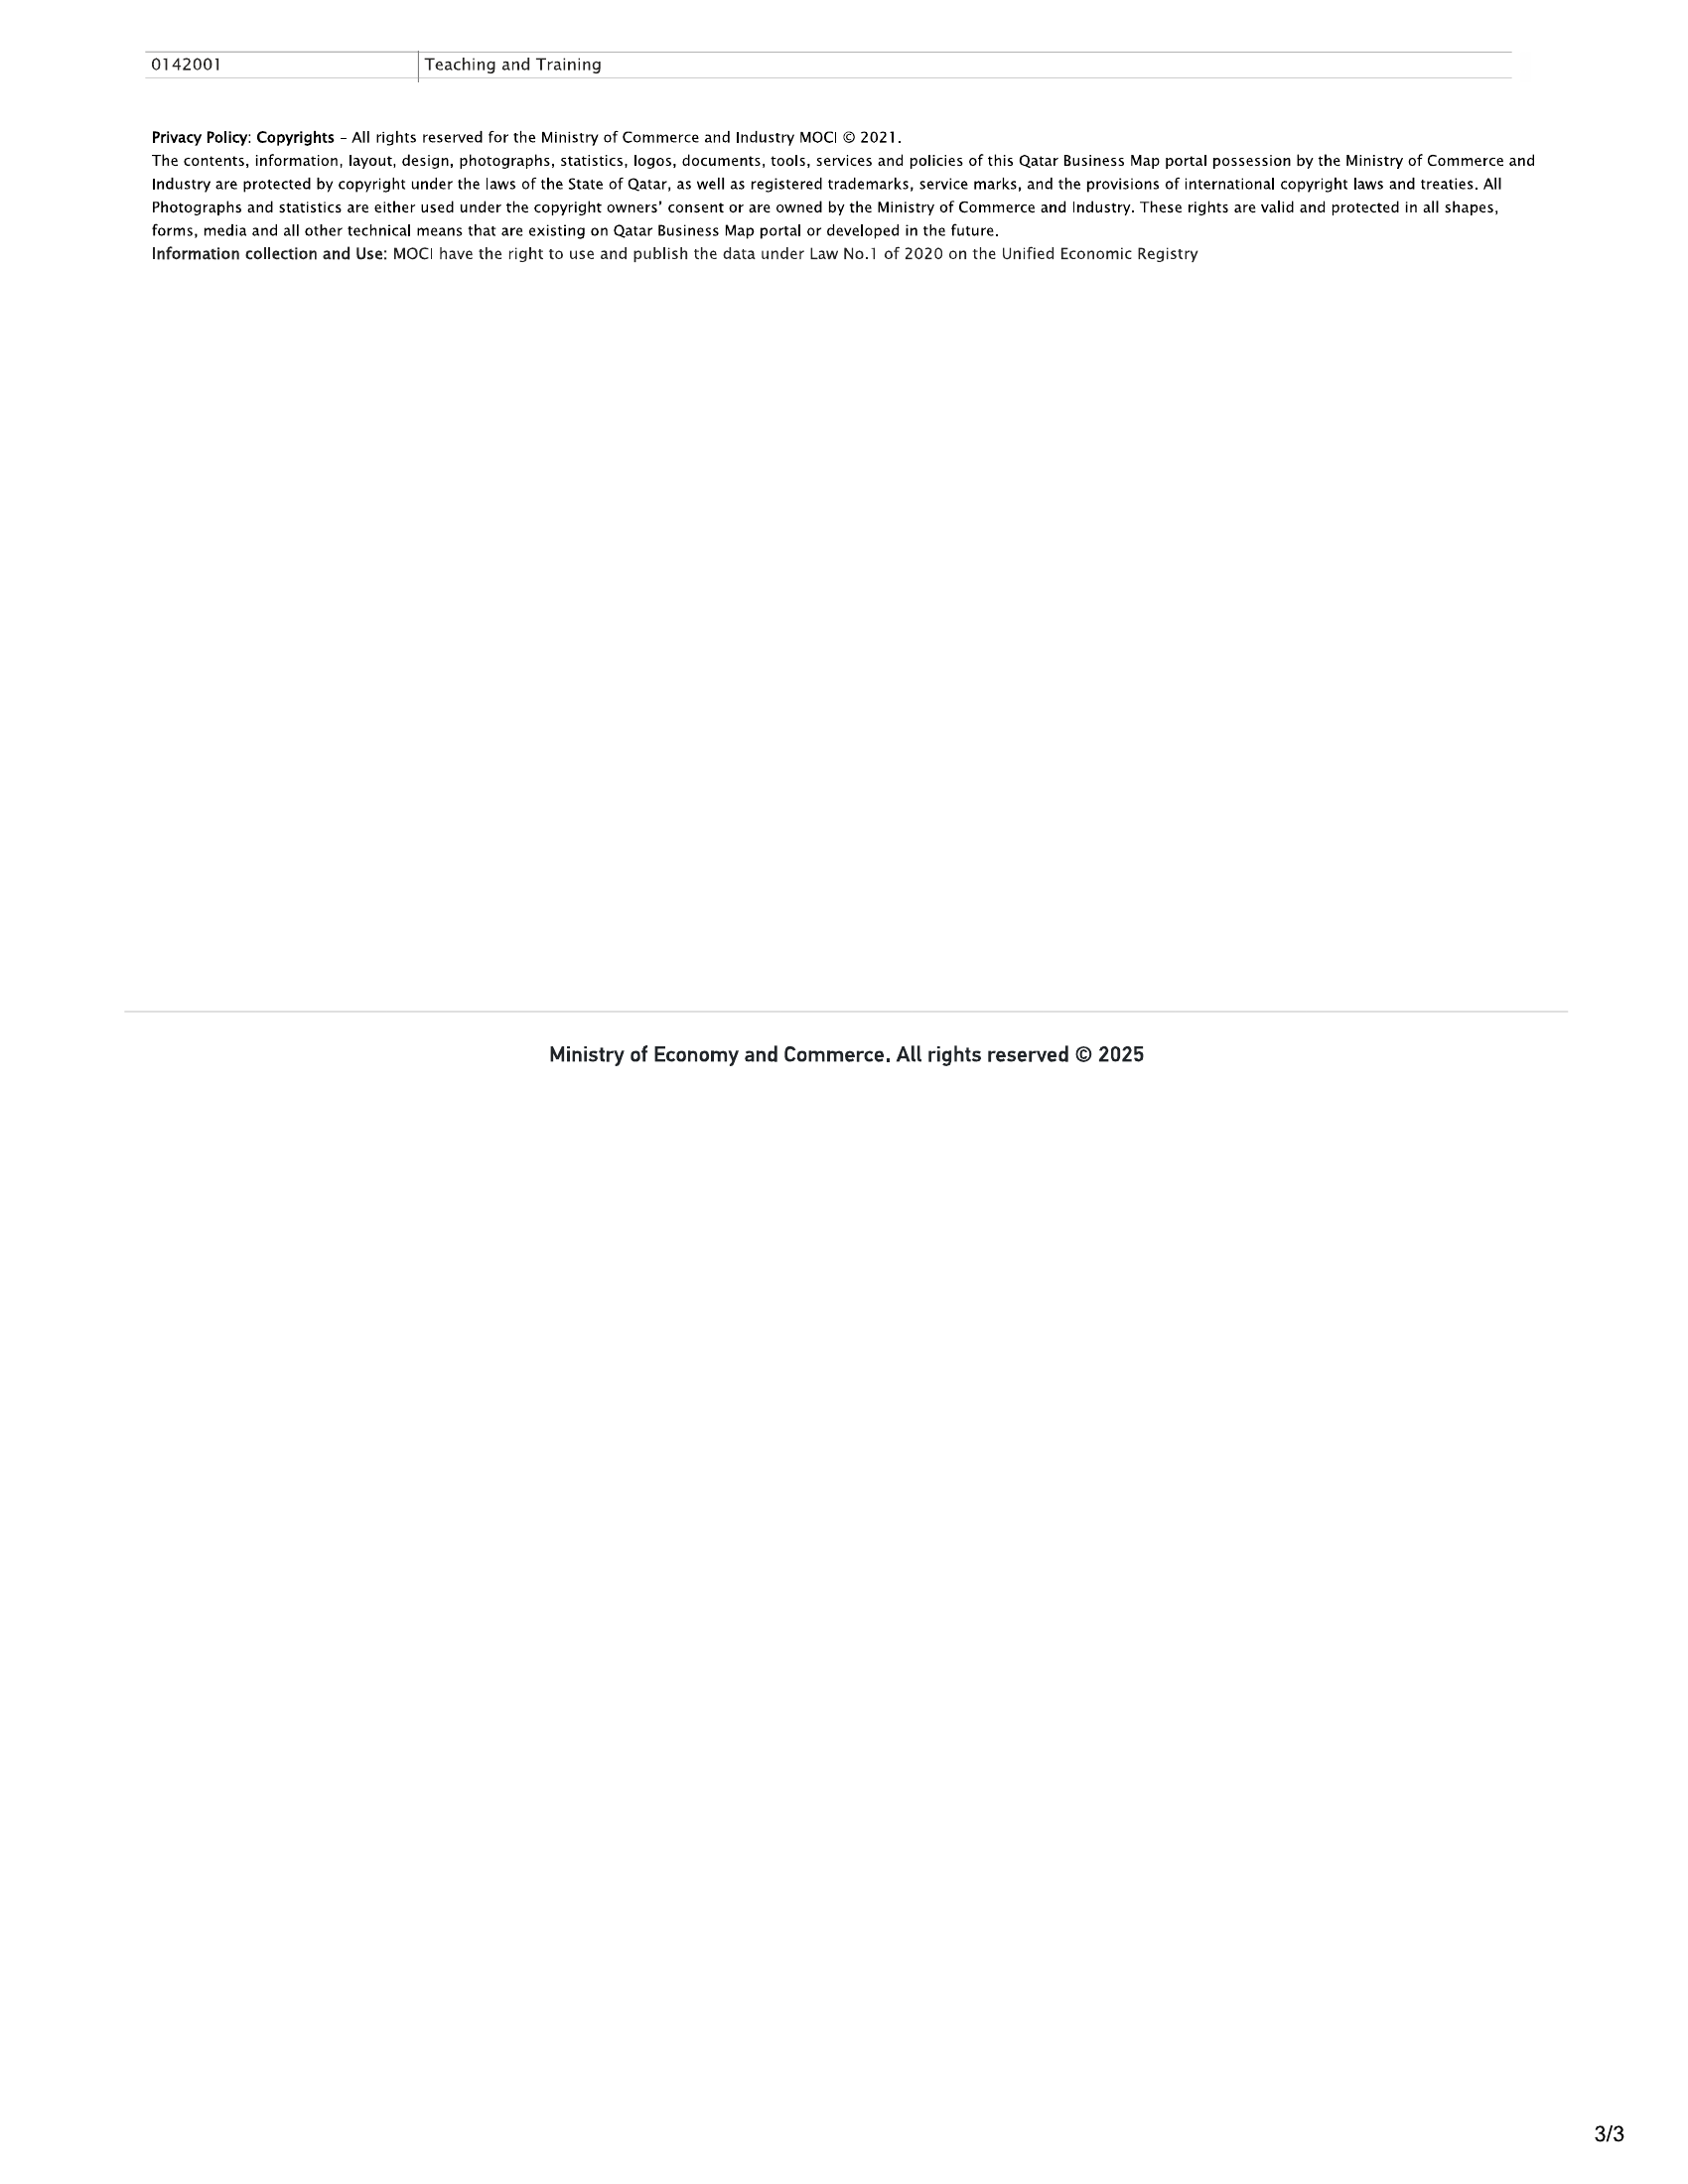 0142001 Teaching and Training
Privacy Policy: Copyrights – All rights reserved for the Ministry of Commerce and Industry MOCI © 2021.
The contents, information, layout, design, photographs, statistics, logos, documents, tools, services and policies of this Qatar Business Map portal possession by the Ministry of Commerce and
Industry are protected by copyright under the laws of the State of Qatar, as well as registered trademarks, service marks, and the provisions of international copyright laws and treaties. All
Photographs and statistics are either used under the copyright owners’ consent or are owned by the Ministry of Commerce and Industry. These rights are valid and protected in all shapes,
forms, media and all other technical means that are existing on Qatar Business Map portal or developed in the future.
Information collection and Use: MOCI have the right to use and publish the data under Law No.1 of 2020 on the Unified Economic Registry
Ministry of Economy and Commerce. All rights reserved © 2025
3/3